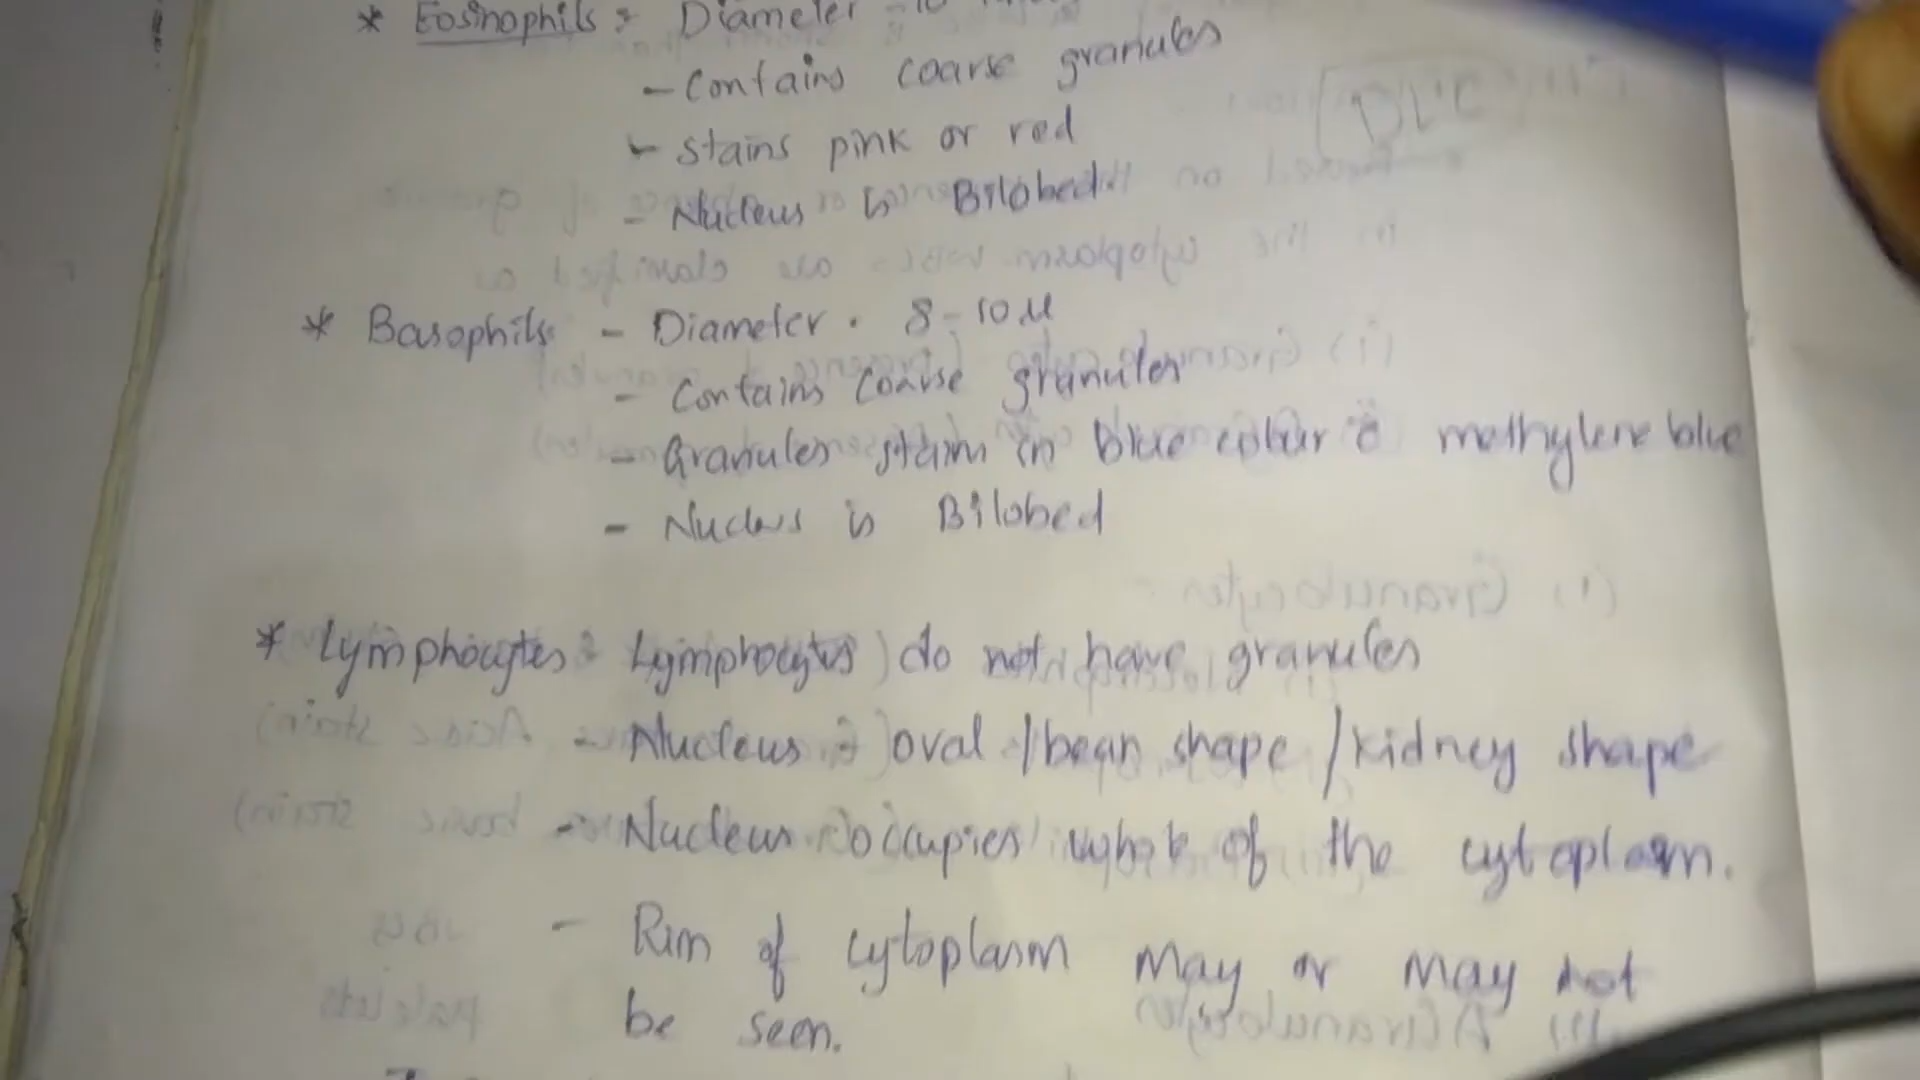 * Eosinophils : Diameter - 10
- Contains coarse granules
- stains pink or red
- Nucleus is Bilobed
* Basophils - Diameter . 8-10 µ
- Contains Coarse granules
- Granules stain in blue colour c̄ methylene blue
- Nucleus is Bilobed
* Lymphocytes : Lymphocytes do not have granules
- Nucleus : oval / bean shape / kidney shape
- Nucleus occupies whole of the cytoplasm.
- Rim of cytoplasm may or may not
be seen.